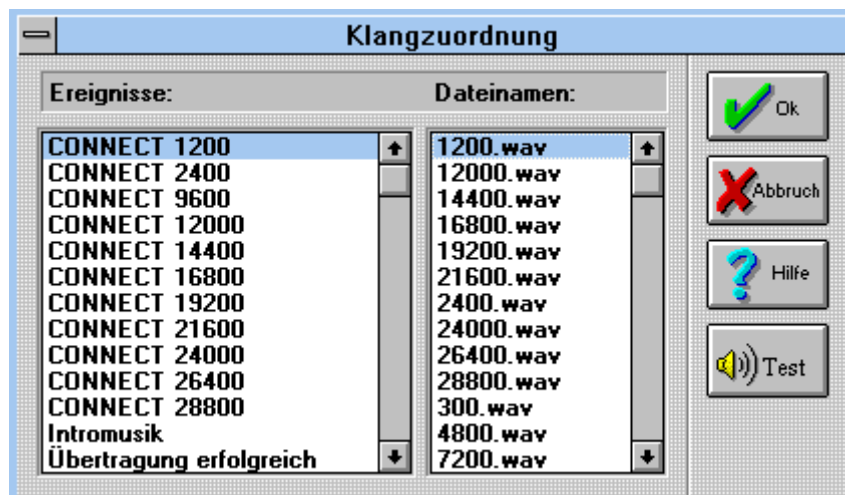 Klangzuordnung
Ereignisse:
Dateinamen:
CONNECT 1200
CONNECT 2400
CONNECT 9600
CONNECT 12000
CONNECT 14400
CONNECT 16800
CONNECT 19200
CONNECT 21600
CONNECT 24000
CONNECT 26400
CONNECT 28800
Intromusik
Übertragung erfolgreich
1200.wav
12000.wav
14400.wav
16800.wav
19200.wav
21600.wav
2400.wav
24000.wav
26400.wav
28800.wav
300.wav
4800.wav
7200.wav
Ok
Abbruch
Hilfe
Test